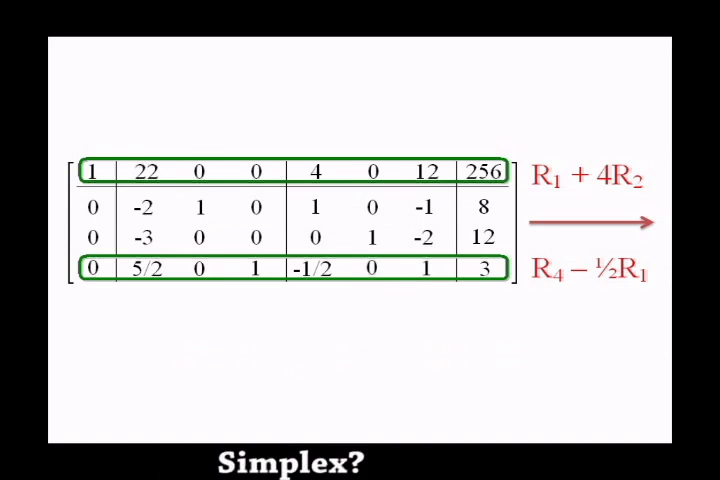 1 22 0 0 4 0 12 256 R₁ + 4R₂
0 -2 1 0 1 0 -1 8
0 -3 0 0 0 1 -2 12
0 5/2 0 1 -1/2 0 1 3 R₄ – ½R₁
Simplex?